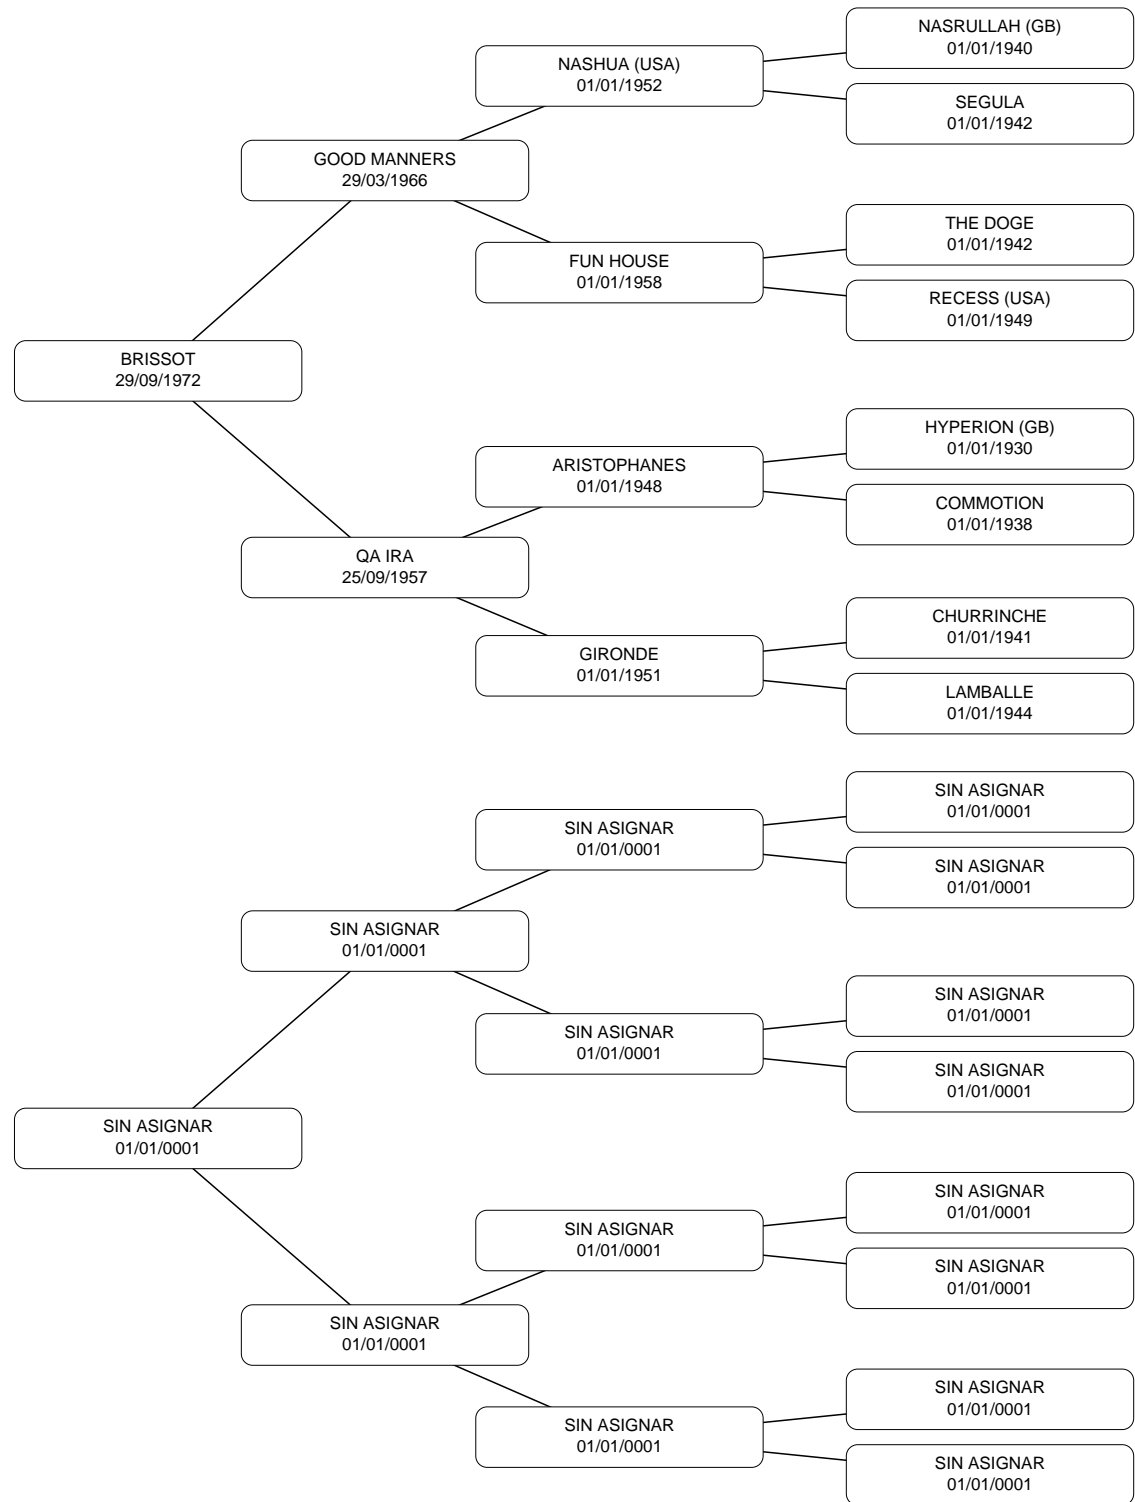 NASRULLAH (GB)
01/01/1940
NASHUA (USA)
01/01/1952
SEGULA
01/01/1942
GOOD MANNERS
29/03/1966
THE DOGE
01/01/1942
FUN HOUSE
01/01/1958
RECESS (USA)
01/01/1949
BRISSOT
29/09/1972
HYPERION (GB)
01/01/1930
ARISTOPHANES
01/01/1948
COMMOTION
01/01/1938
QA IRA
25/09/1957
CHURRINCHE
01/01/1941
GIRONDE
01/01/1951
LAMBALLE
01/01/1944
SIN ASIGNAR
01/01/0001
SIN ASIGNAR
01/01/0001
SIN ASIGNAR
01/01/0001
SIN ASIGNAR
01/01/0001
SIN ASIGNAR
01/01/0001
SIN ASIGNAR
01/01/0001
SIN ASIGNAR
01/01/0001
SIN ASIGNAR
01/01/0001
SIN ASIGNAR
01/01/0001
SIN ASIGNAR
01/01/0001
SIN ASIGNAR
01/01/0001
SIN ASIGNAR
01/01/0001
SIN ASIGNAR
01/01/0001
SIN ASIGNAR
01/01/0001
SIN ASIGNAR
01/01/0001